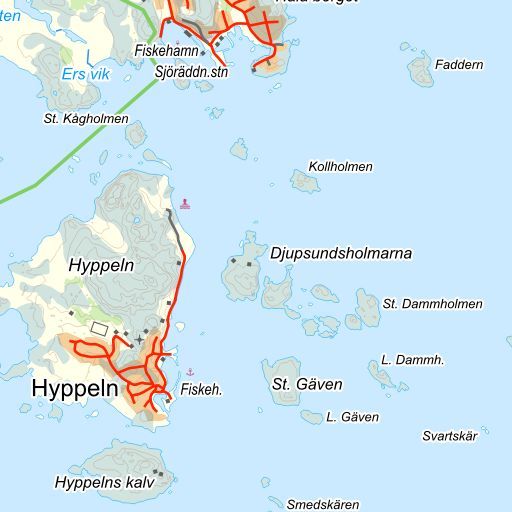 Fiskehamn
Faddern
Ers vik
Sjöräddn.stn
St. Kågholmen
Kollholmen
Djupsundsholmarna
Hyppeln
St. Dammholmen
L. Dammh.
Hyppeln
Fiskeh.
St. Gäven
L. Gäven
Svartskär
Hyppelns kalv
Smedskären